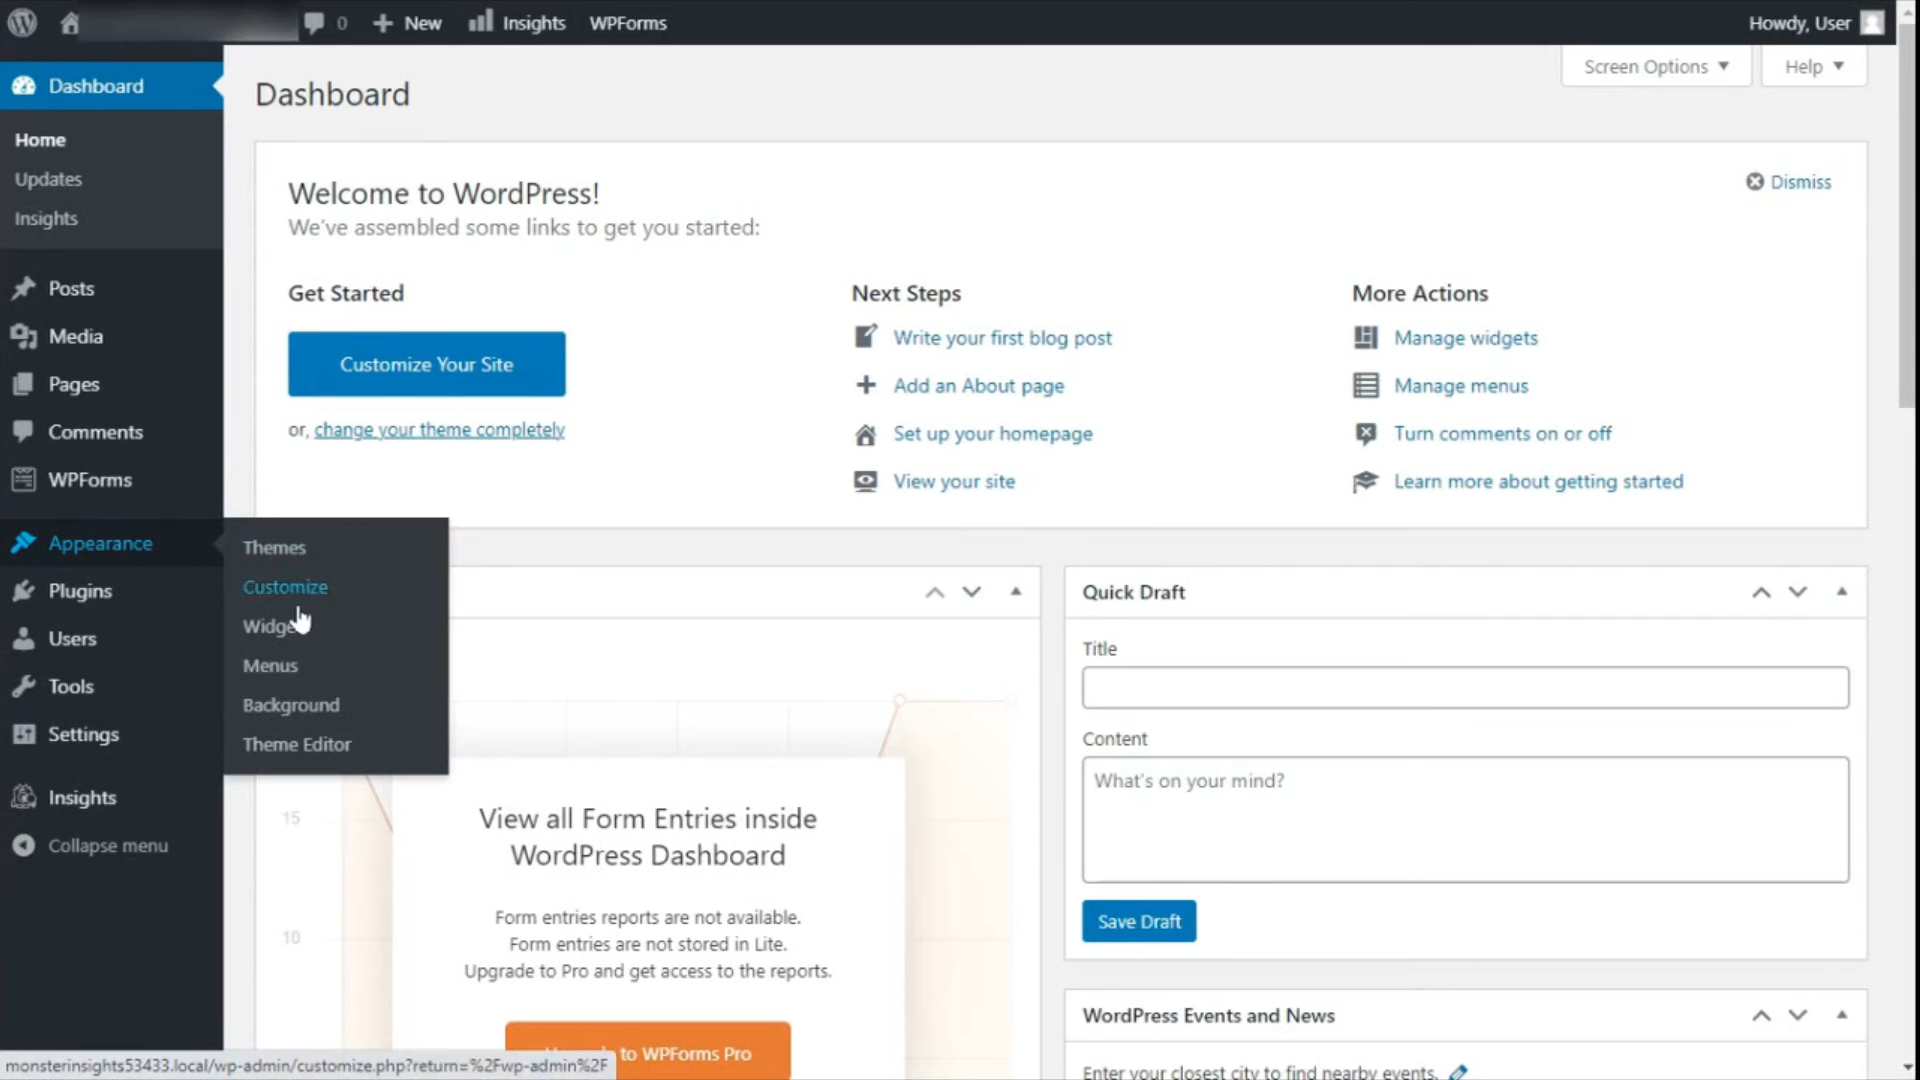 0 New Insights WPForms Howdy, User
Dashboard
Home
Updates
Insights
Posts
Media
Pages
Comments
WPForms
Appearance
Plugins
Users
Tools
Settings
Insights
Collapse menu
Themes
Customize
Menus
Background
Theme Editor
Dashboard
Screen Options Help
Welcome to WordPress!
We've assembled some links to get you started:
Dismiss
Get Started
Customize Your Site
or, change your theme completely
Next Steps
Write your first blog post
Add an About page
Set up your homepage
View your site
More Actions
Manage widgets
Manage menus
Turn comments on or off
Learn more about getting started
15
10
View all Form Entries inside
WordPress Dashboard
Form entries reports are not available.
Form entries are not stored in Lite.
Upgrade to Pro and get access to the reports.
to WPForms Pro
Quick Draft
Title
Content
What's on your mind?
Save Draft
WordPress Events and News
Enter your closest city to find nearby events.
monsterinsights53433.local/wp-admin/customize.php?return=%2Fwp-admin%2F